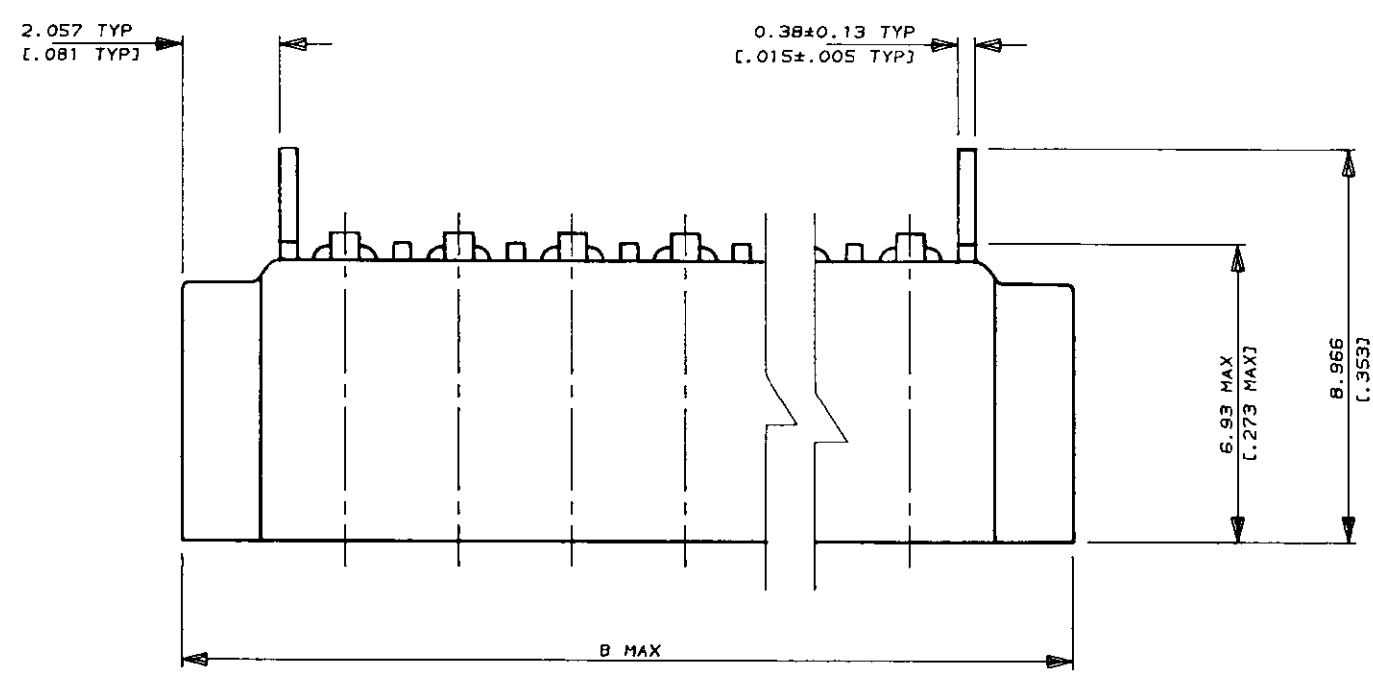 2.057 TYP
[.081 TYP]
0.38±0.13 TYP
[.015±.005 TYP]
6.93 MAX
[.273 MAX]
8.966
[.353]
B MAX